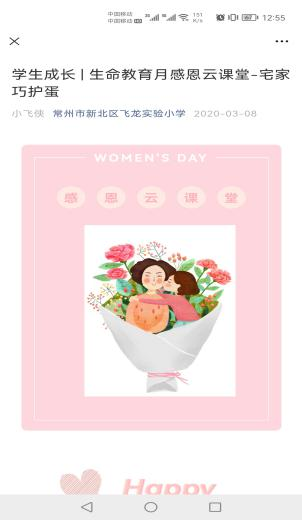 中国移动
中国移动 HD
151
K/s
12:55
学生成长 | 生命教育月感恩云课堂-宅家
巧护蛋
小飞侠 常州市新北区飞龙实验小学 2020-03-08
WOMEN'S DAY
感 恩 云 课 堂
Happy